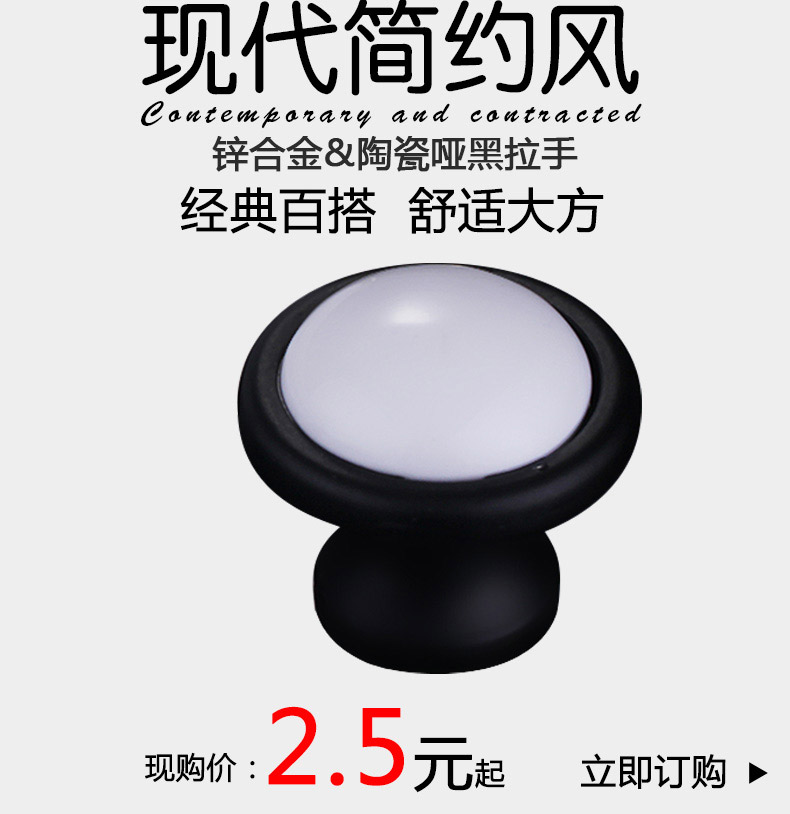 现代简约风
Contemporary and contracted
锌合金&陶瓷哑黑拉手
经典百搭 舒适大方
现购价：2.5元起 立即订购